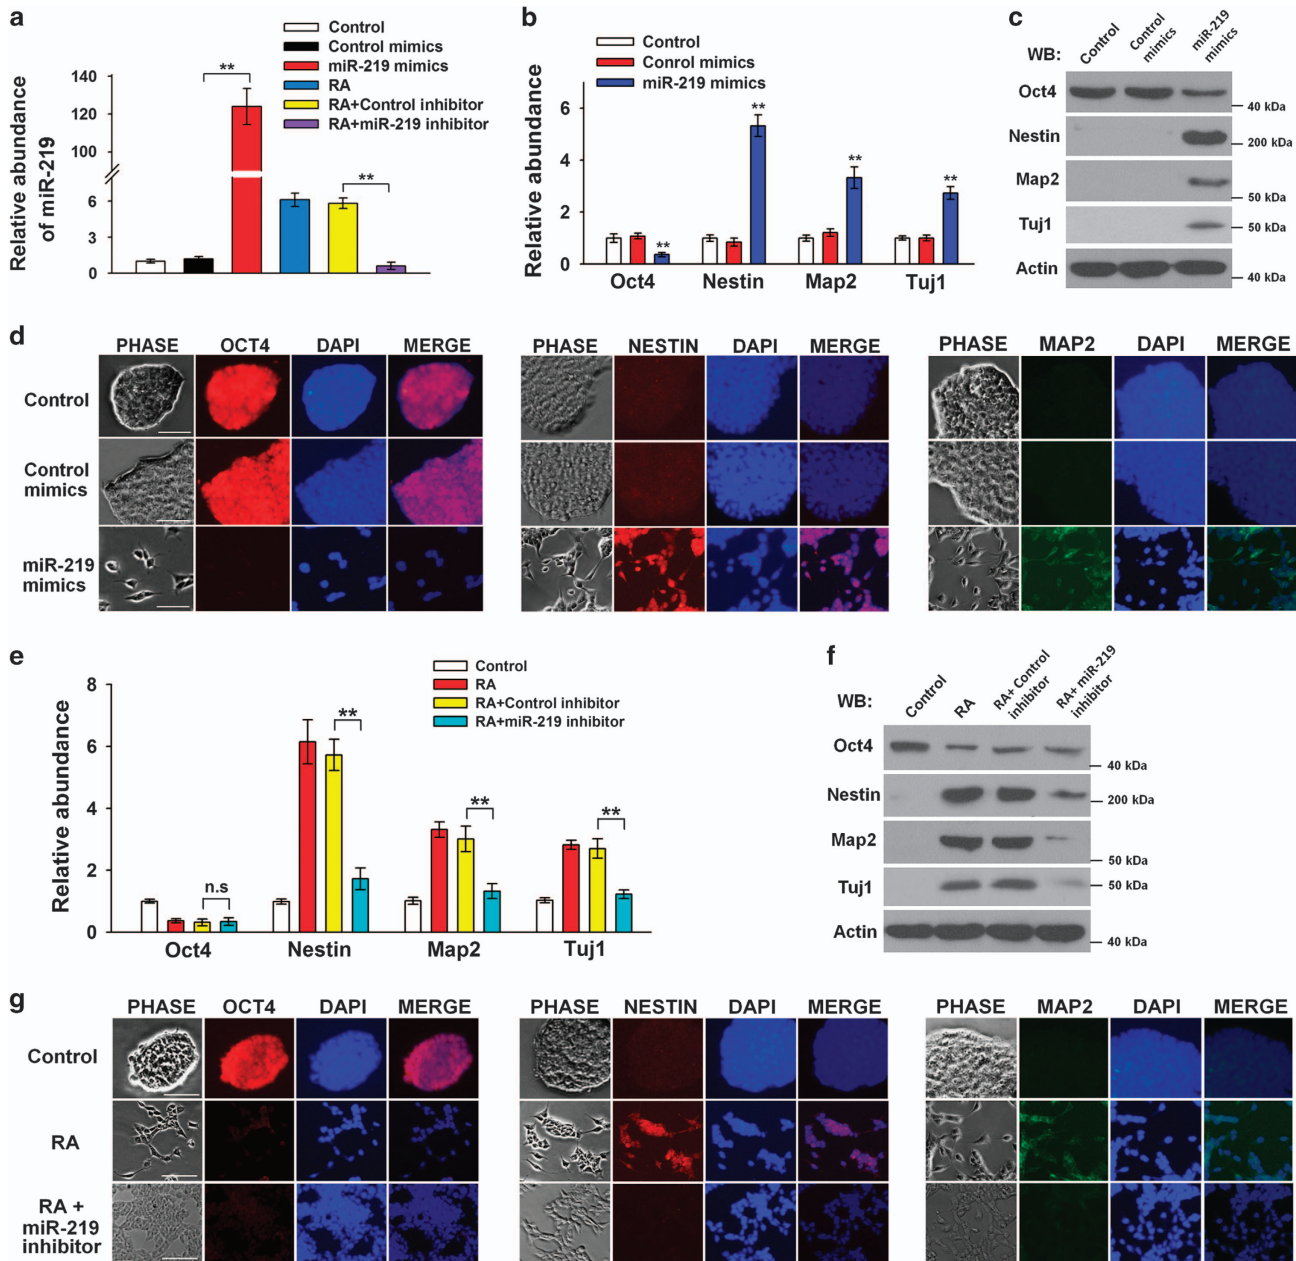 a
Relative abundance
of miR-219
140
120
100
6
3
0
Control
Control mimics
miR-219 mimics
RA
RA+Control inhibitor
RA+miR-219 inhibitor
**
**
b
Relative abundance
6
4
2
0
Control
Conrol mimics
miR-219 mimics
**
**
**
**
Oct4 Nestin Map2 Tuj1
c
WB: Control Control mimics miR-219 mimics
Oct4 40 kDa
Nestin 200 kDa
Map2 50 kDa
Tuj1 50 kDa
Actin 40 kDa
d
PHASE OCT4 DAPI MERGE PHASE NESTIN DAPI MERGE PHASE MAP2 DAPI MERGE
Control
Control
mimics
miR-219
mimics
e
Relative abundance
8
6
4
2
0
Control
RA
RA+Control inhibitor
RA+miR-219 inhibitor
n.s
**
**
**
Oct4 Nestin Map2 Tuj1
f
WB: Control RA RA+ Control inhibitor RA+ miR-219 inhibitor
Oct4 40 kDa
Nestin 200 kDa
Map2 50 kDa
Tuj1 50 kDa
Actin 40 kDa
g
PHASE OCT4 DAPI MERGE PHASE NESTIN DAPI MERGE PHASE MAP2 DAPI MERGE
Control
RA
RA +
miR-219
inhibitor